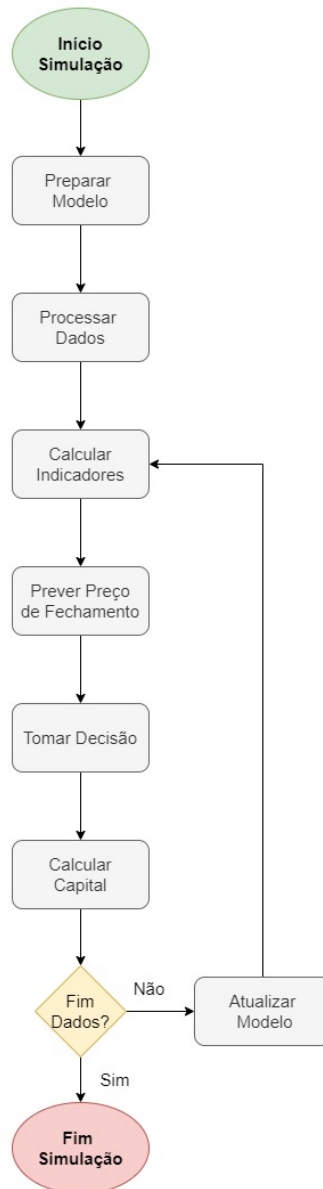 Início
Simulação
Preparar
Modelo
Processar
Dados
Calcular
Indicadores
Prever Preço
de Fechamento
Tomar Decisão
Calcular
Capital
Fim
Dados?
Não
Atualizar
Modelo
Sim
Fim
Simulação